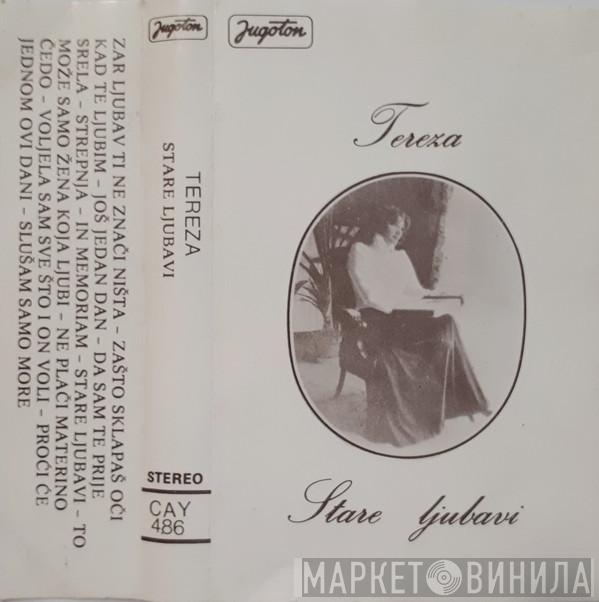 ZAR LJUBAV TI NE ZNAČI NIŠTA – ZAŠTO SKLAPAŠ OČI
KAD TE LJUBIM – JOŠ JEDAN DAN – DA SAM TE PRIJE
SRELA – STREPNJA – IN MEMORIAM – STARE LJUBAVI – TO
MOŽE SAMO ŽENA KOJA LJUBI – NE PLAČI MATERINO
ČEDO – VOLJELA SAM SVE ŠTO I ON VOLI – PROĆI ĆE
JEDNOM OVI DANI – SLUŠAM SAMO MORE
Jugoton
TEREZA
STARE LJUBAVI
STEREO
CAY
486
Jugoton
Tereza
Stare ljubavi
МАРКЕТ ВИНИЛА